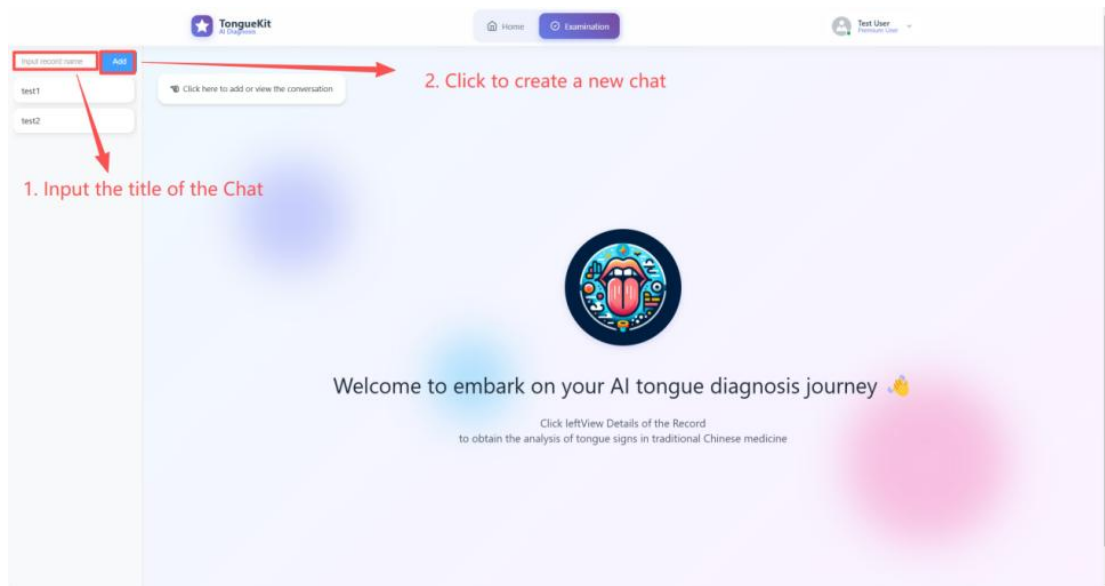 TongueKit
AI Diagnosis
Home
Examination
Test User
Premium User
Input record name
Add
2. Click to create a new chat
test1
Click here to add or view the conversation
test2
1. Input the title of the Chat
Welcome to embark on your AI tongue diagnosis journey 👋
Click leftView Details of the Record
to obtain the analysis of tongue signs in traditional Chinese medicine